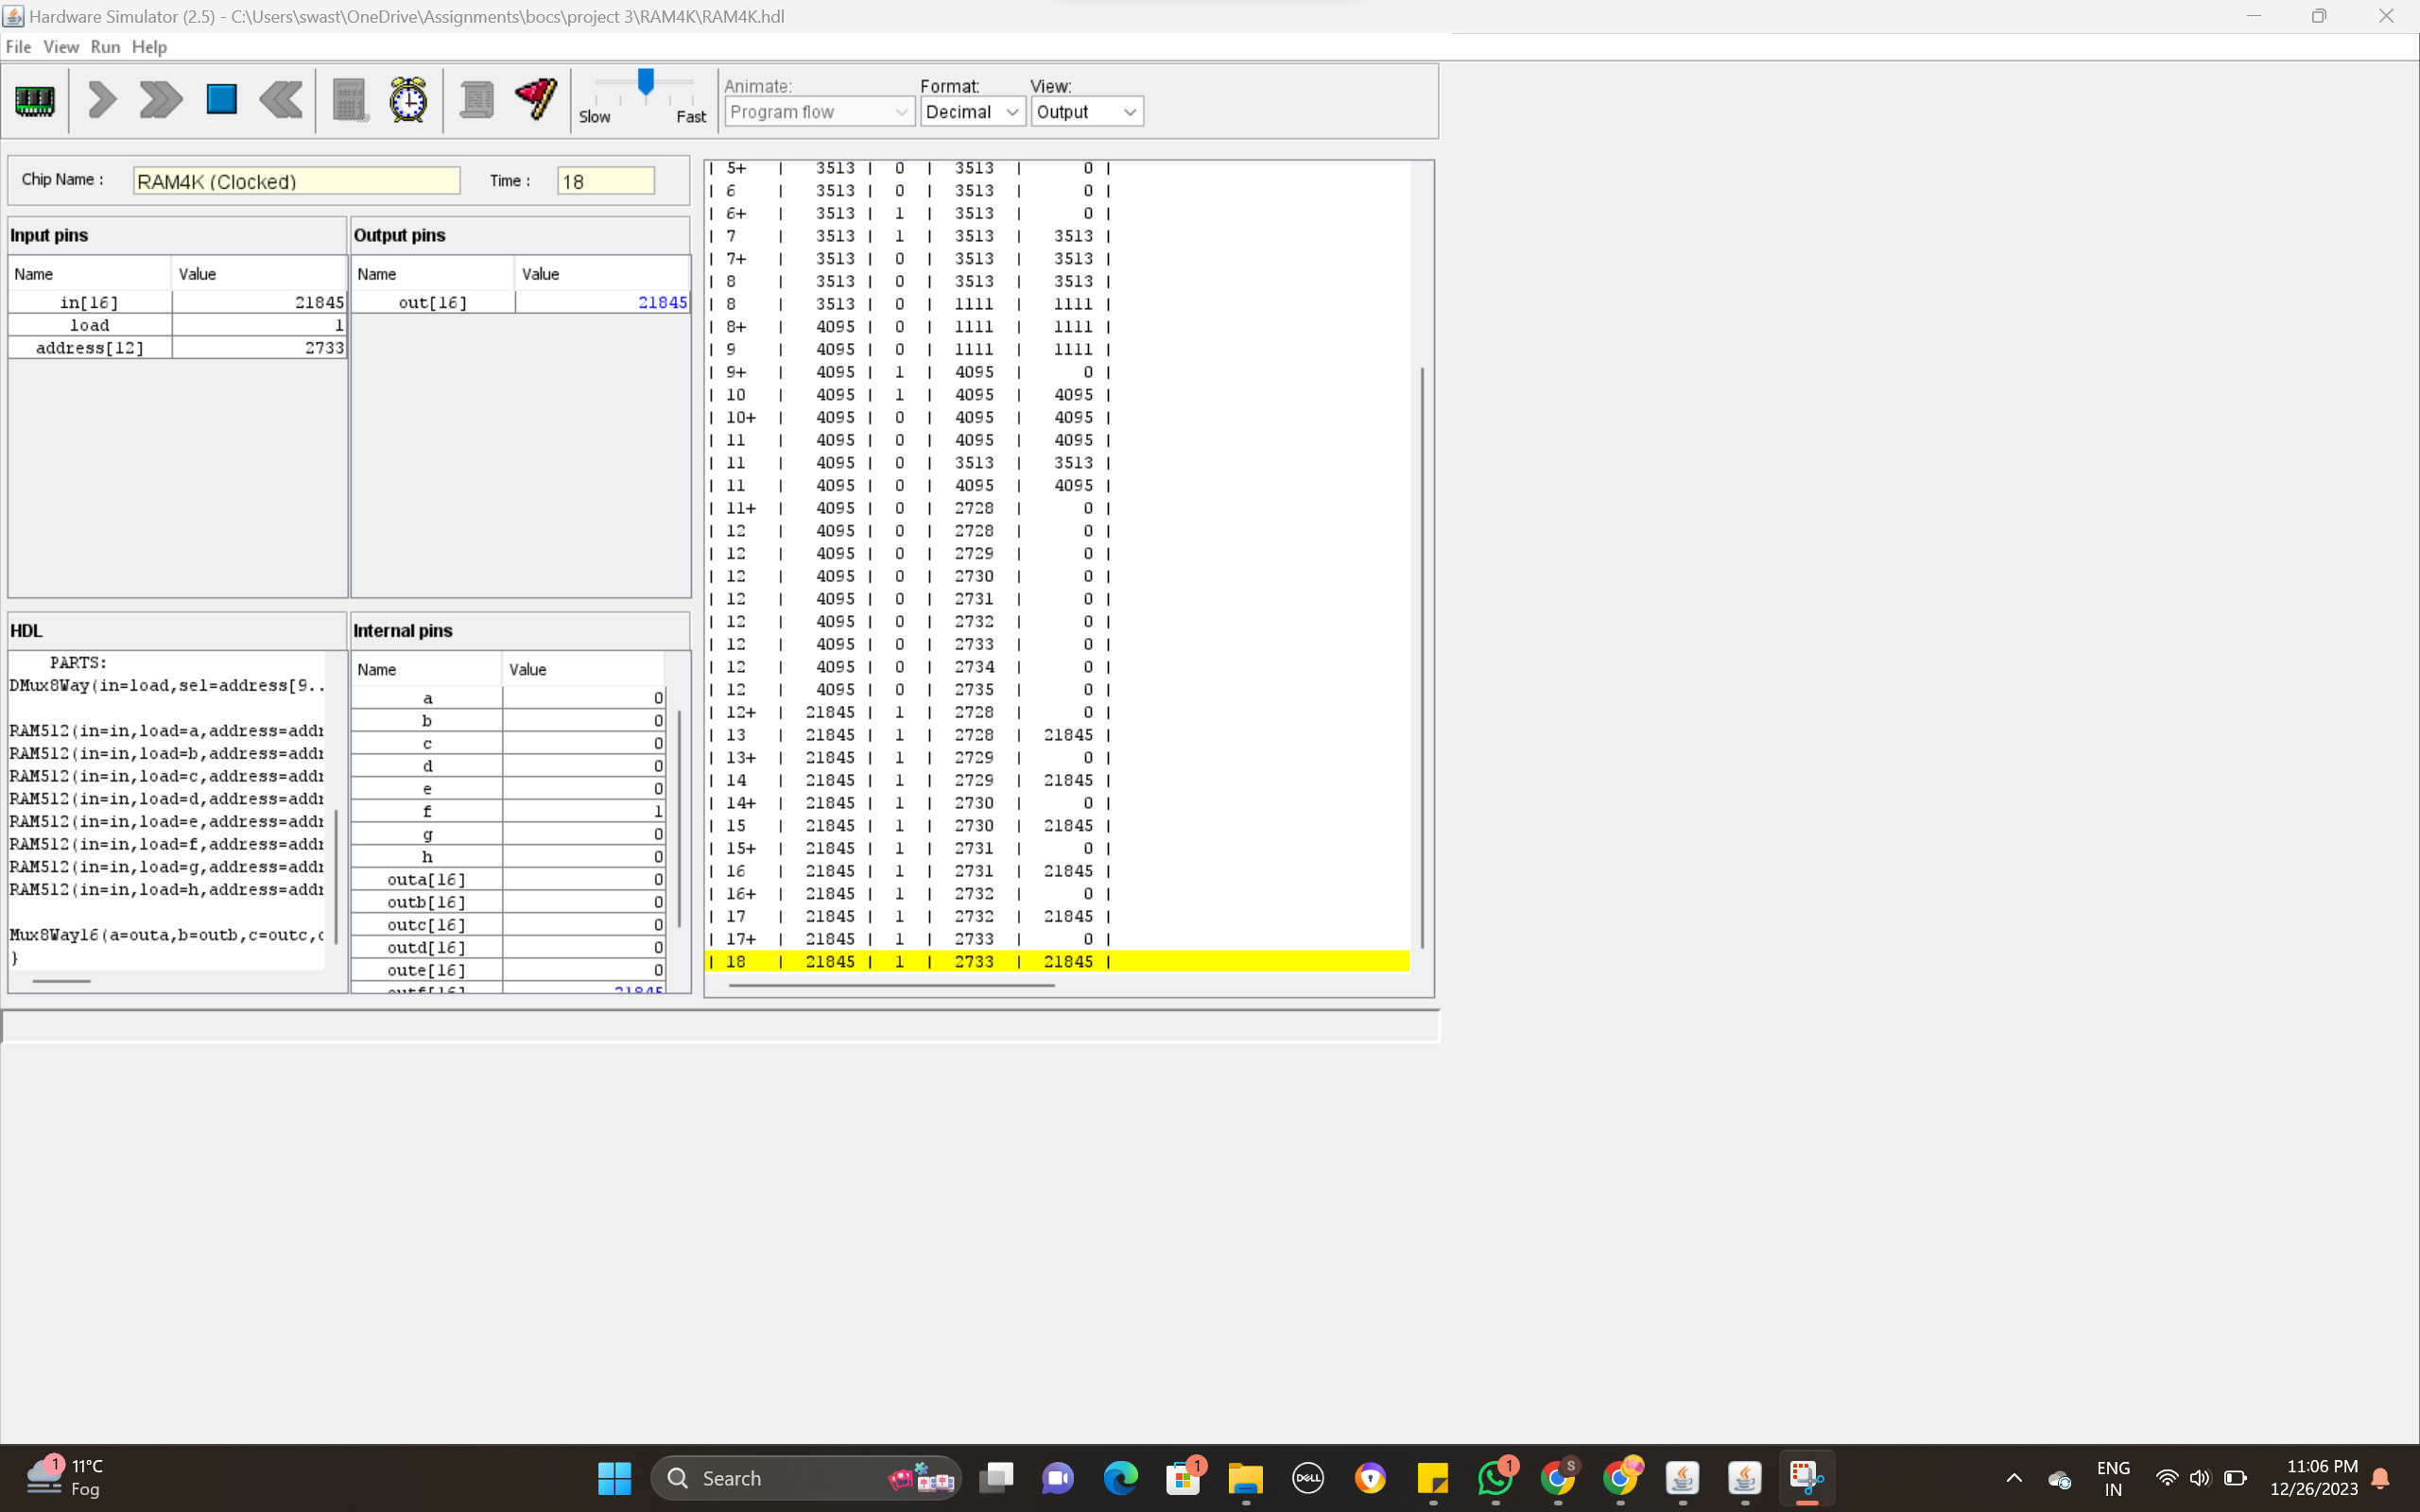 Hardware Simulator (2.5) - C:\Users\swast\OneDrive\Assignments\bocs\project 3\RAM4K\RAM4K.hdl
File View Run Help
Animate: Format: View:
Slow Fast Program flow Decimal Output
Chip Name : RAM4K (Clocked) Time : 18
Input pins Output pins
Name Value Name Value
in[16] 21845 out[16] 21845
load 1
address[12] 2733
HDL
PARTS:
DMux8Way(in=load,sel=address[9..
RAM512(in=in,load=a,address=addr
RAM512(in=in,load=b,address=addr
RAM512(in=in,load=c,address=addr
RAM512(in=in,load=d,address=addr
RAM512(in=in,load=e,address=addr
RAM512(in=in,load=f,address=addr
RAM512(in=in,load=g,address=addr
RAM512(in=in,load=h,address=addr
Mux8Way16(a=outa,b=outb,c=outc,c
}
Internal pins
Name Value
a 0
b 0
c 0
d 0
e 0
f 1
g 0
h 0
outa[16] 0
outb[16] 0
outc[16] 0
outd[16] 0
oute[16] 0
outf[16] 21845
| 5+ | 3513 | 0 | 3513 | 0 |
| 6 | 3513 | 0 | 3513 | 0 |
| 6+ | 3513 | 1 | 3513 | 0 |
| 7 | 3513 | 1 | 3513 | 3513 |
| 7+ | 3513 | 0 | 3513 | 3513 |
| 8 | 3513 | 0 | 3513 | 3513 |
| 8 | 3513 | 0 | 1111 | 1111 |
| 8+ | 4095 | 0 | 1111 | 1111 |
| 9 | 4095 | 0 | 1111 | 1111 |
| 9+ | 4095 | 1 | 4095 | 0 |
| 10 | 4095 | 1 | 4095 | 4095 |
| 10+ | 4095 | 0 | 4095 | 4095 |
| 11 | 4095 | 0 | 4095 | 4095 |
| 11 | 4095 | 0 | 3513 | 3513 |
| 11 | 4095 | 0 | 4095 | 4095 |
| 11+ | 4095 | 0 | 2728 | 0 |
| 12 | 4095 | 0 | 2728 | 0 |
| 12 | 4095 | 0 | 2729 | 0 |
| 12 | 4095 | 0 | 2730 | 0 |
| 12 | 4095 | 0 | 2731 | 0 |
| 12 | 4095 | 0 | 2732 | 0 |
| 12 | 4095 | 0 | 2733 | 0 |
| 12 | 4095 | 0 | 2734 | 0 |
| 12 | 4095 | 0 | 2735 | 0 |
| 12+ | 21845 | 1 | 2728 | 0 |
| 13 | 21845 | 1 | 2728 | 21845 |
| 13+ | 21845 | 1 | 2729 | 0 |
| 14 | 21845 | 1 | 2729 | 21845 |
| 14+ | 21845 | 1 | 2730 | 0 |
| 15 | 21845 | 1 | 2730 | 21845 |
| 15+ | 21845 | 1 | 2731 | 0 |
| 16 | 21845 | 1 | 2731 | 21845 |
| 16+ | 21845 | 1 | 2732 | 0 |
| 17 | 21845 | 1 | 2732 | 21845 |
| 17+ | 21845 | 1 | 2733 | 0 |
| 18 | 21845 | 1 | 2733 | 21845 |
1 11°C
Fog
Search
1
DELL
1
S
ENG
IN
11:06 PM
12/26/2023